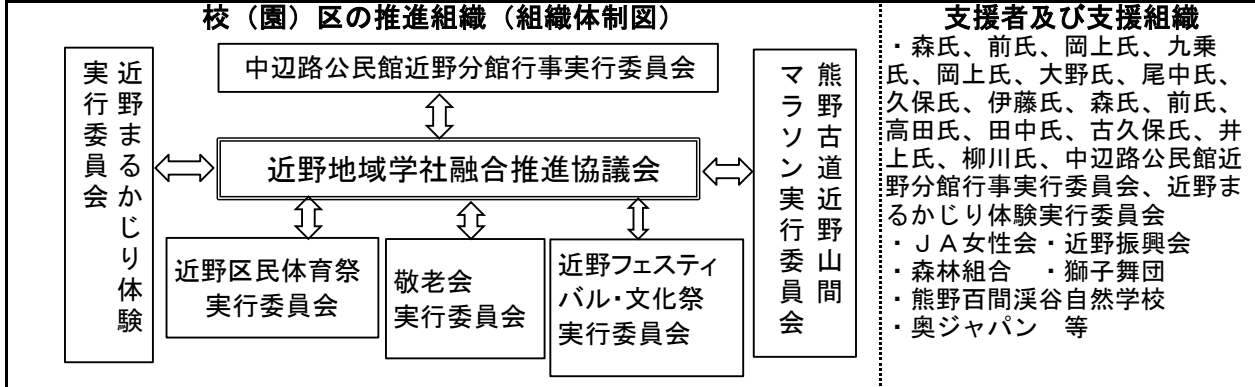 校（園）区の推進組織（組織体制図）
近野まるかじり体験
実行委員会
中辺路公民館近野分館行事実行委員会
近野地域学社融合推進協議会
近野区民体育祭
実行委員会
敬老会
実行委員会
近野フェスティ
バル・文化祭
実行委員会
熊野古道近野山間
マラソン実行委員会
支援者及び支援組織
・森氏、前氏、岡上氏、九乗
氏、岡上氏、大野氏、尾中氏、
久保氏、伊藤氏、森氏、前氏、
高田氏、田中氏、古久保氏、井
上氏、柳川氏、中辺路公民館近
野分館行事実行委員会、近野ま
るかじり体験実行委員会
・ＪＡ女性会・近野振興会
・森林組合　・獅子舞団
・熊野百間渓谷自然学校
・奥ジャパン　等